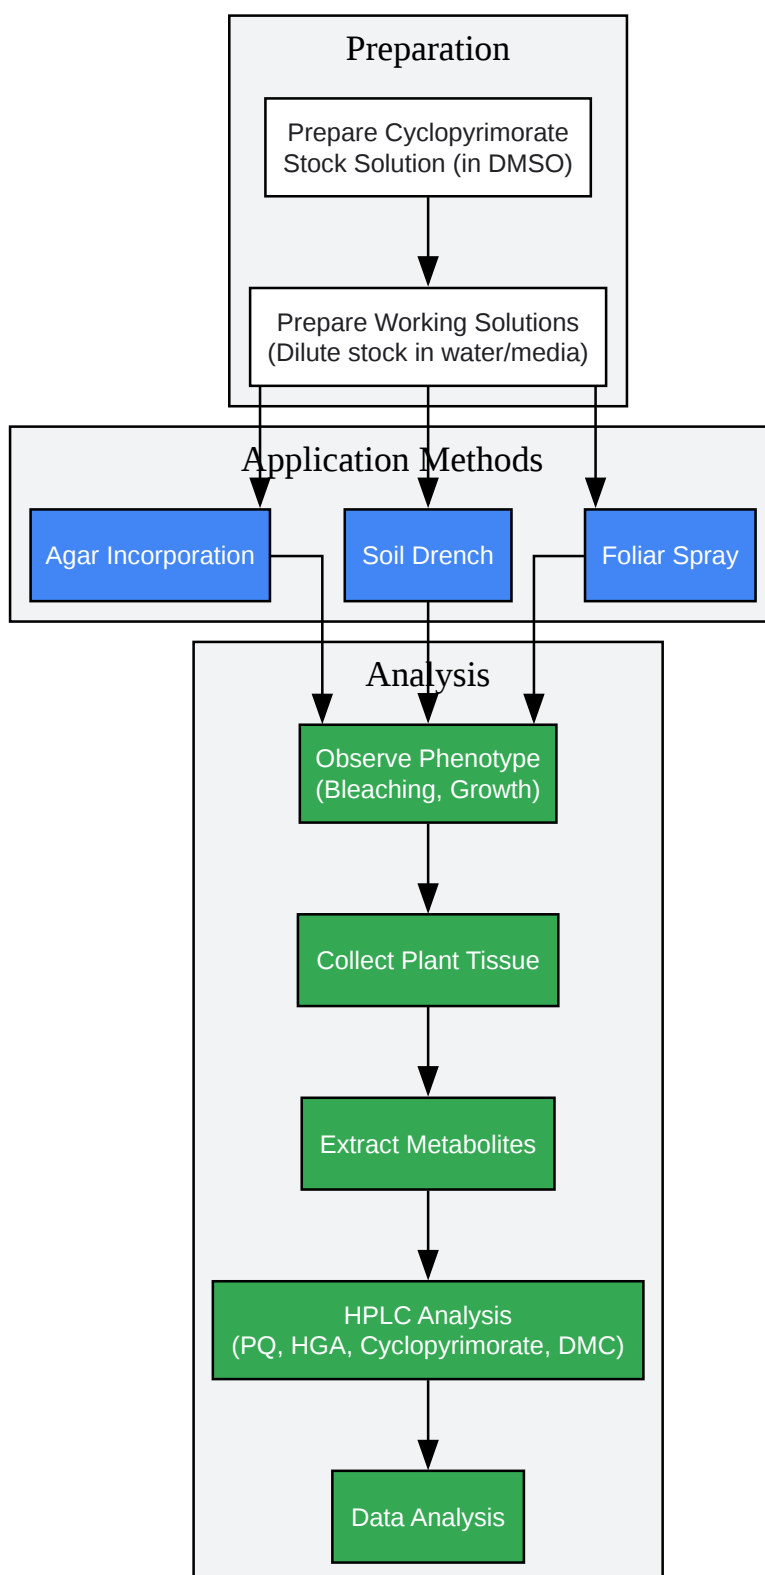 Preparation
Prepare Cyclopyrimorate
Stock Solution (in DMSO)
Prepare Working Solutions
(Dilute stock in water/media)
Application Methods
Agar Incorporation
Soil Drench
Foliar Spray
Analysis
Observe Phenotype
(Bleaching, Growth)
Collect Plant Tissue
Extract Metabolites
HPLC Analysis
(PQ, HGA, Cyclopyrimorate, DMC)
Data Analysis